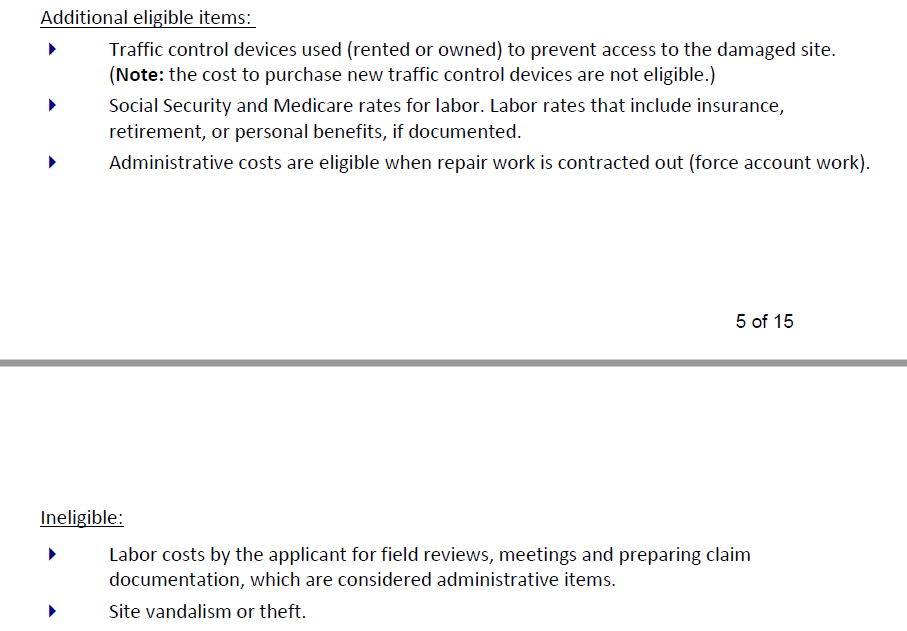 Additional eligible items:
Traffic control devices used (rented or owned) to prevent access to the damaged site.
(Note: the cost to purchase new traffic control devices are not eligible.)
Social Security and Medicare rates for labor. Labor rates that include insurance,
retirement, or personal benefits, if documented.
Administrative costs are eligible when repair work is contracted out (force account work).
5 of 15
Ineligible:
Labor costs by the applicant for field reviews, meetings and preparing claim
documentation, which are considered administrative items.
Site vandalism or theft.